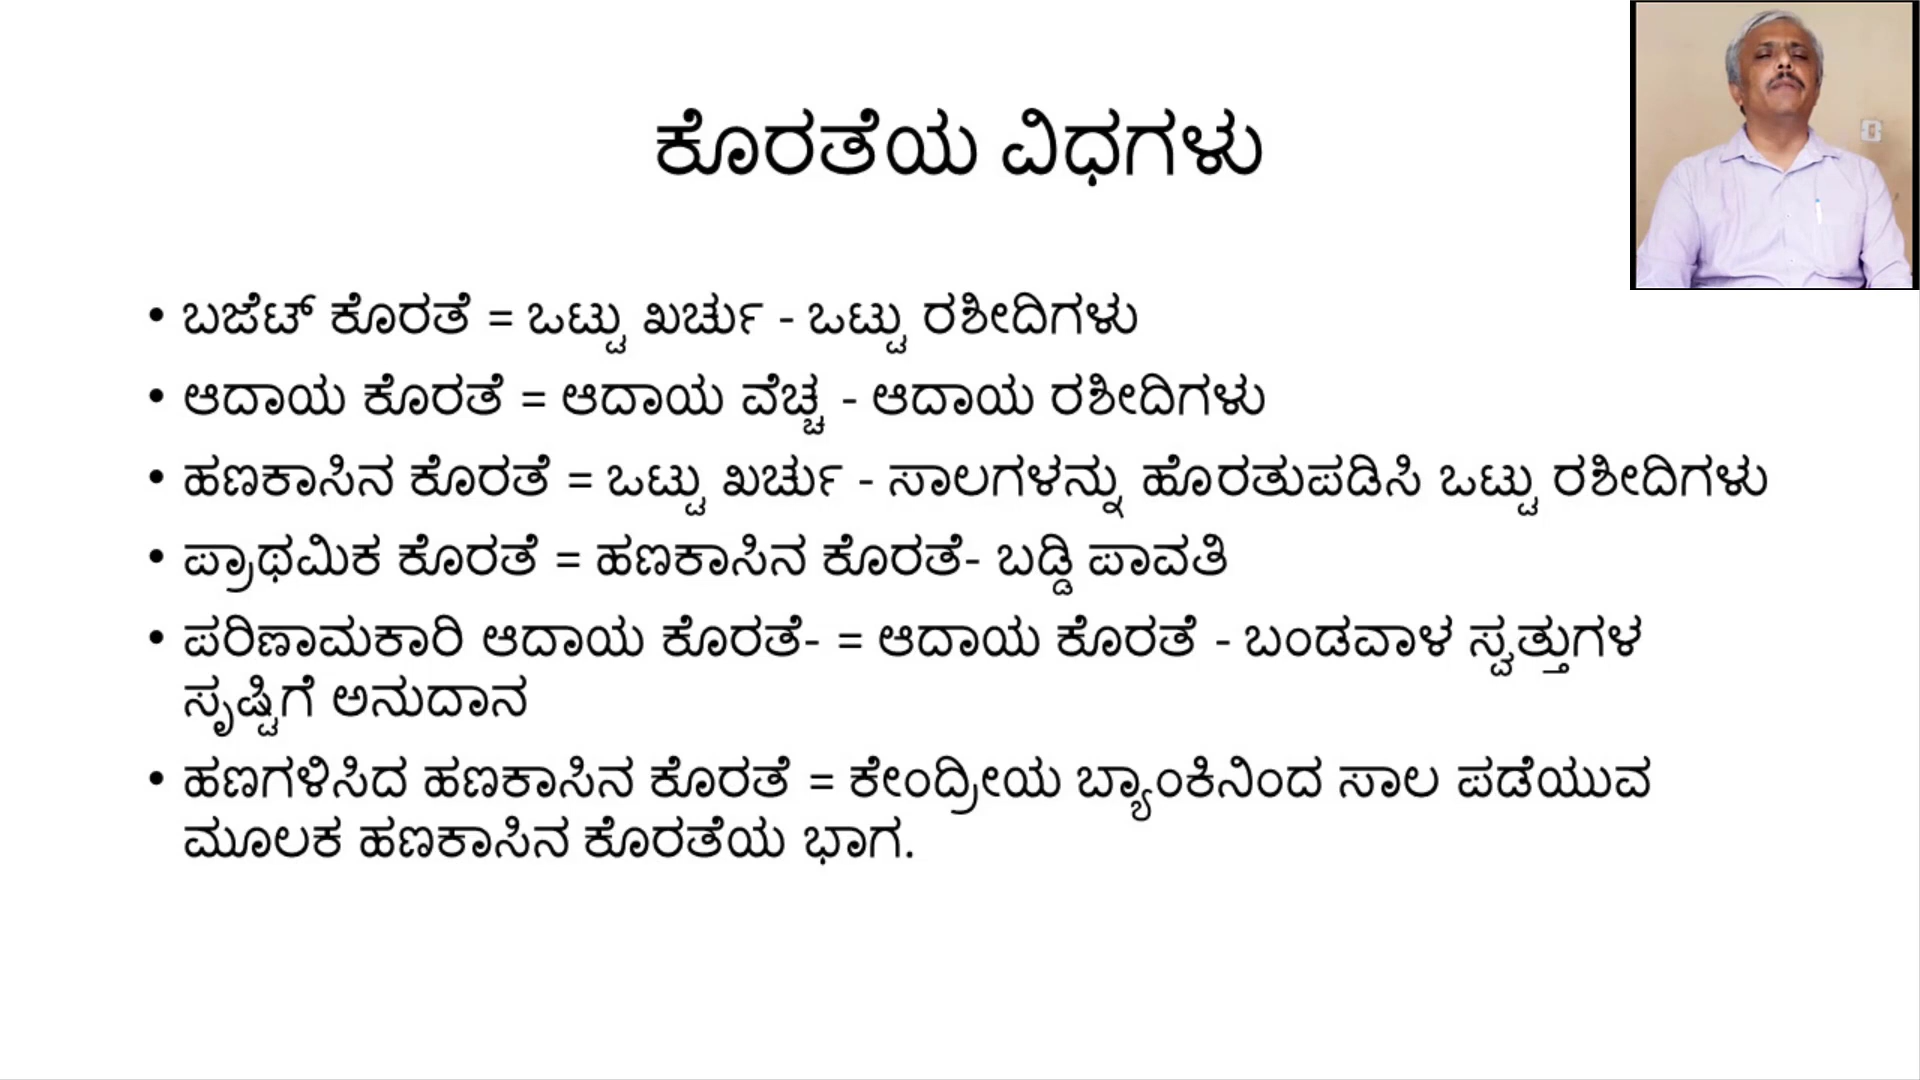 ಕೊರತೆಯ ವಿಧಗಳು
• ಬಜೆಟ್ ಕೊರತೆ = ಒಟ್ಟು ಖರ್ಚು - ಒಟ್ಟು ರಶೀದಿಗಳು
• ಆದಾಯ ಕೊರತೆ = ಆದಾಯ ವೆಚ್ಚ - ಆದಾಯ ರಶೀದಿಗಳು
• ಹಣಕಾಸಿನ ಕೊರತೆ = ಒಟ್ಟು ಖರ್ಚು - ಸಾಲಗಳನ್ನು ಹೊರತುಪಡಿಸಿ ಒಟ್ಟು ರಶೀದಿಗಳು
• ಪ್ರಾಥಮಿಕ ಕೊರತೆ = ಹಣಕಾಸಿನ ಕೊರತೆ- ಬಡ್ಡಿ ಪಾವತಿ
• ಪರಿಣಾಮಕಾರಿ ಆದಾಯ ಕೊರತೆ- = ಆದಾಯ ಕೊರತೆ - ಬಂಡವಾಳ ಸ್ವತ್ತುಗಳ
ಸೃಷ್ಟಿಗೆ ಅನುದಾನ
• ಹಣಗಳಿಸಿದ ಹಣಕಾಸಿನ ಕೊರತೆ = ಕೇಂದ್ರೀಯ ಬ್ಯಾಂಕಿನಿಂದ ಸಾಲ ಪಡೆಯುವ
ಮೂಲಕ ಹಣಕಾಸಿನ ಕೊರತೆಯ ಭಾಗ.